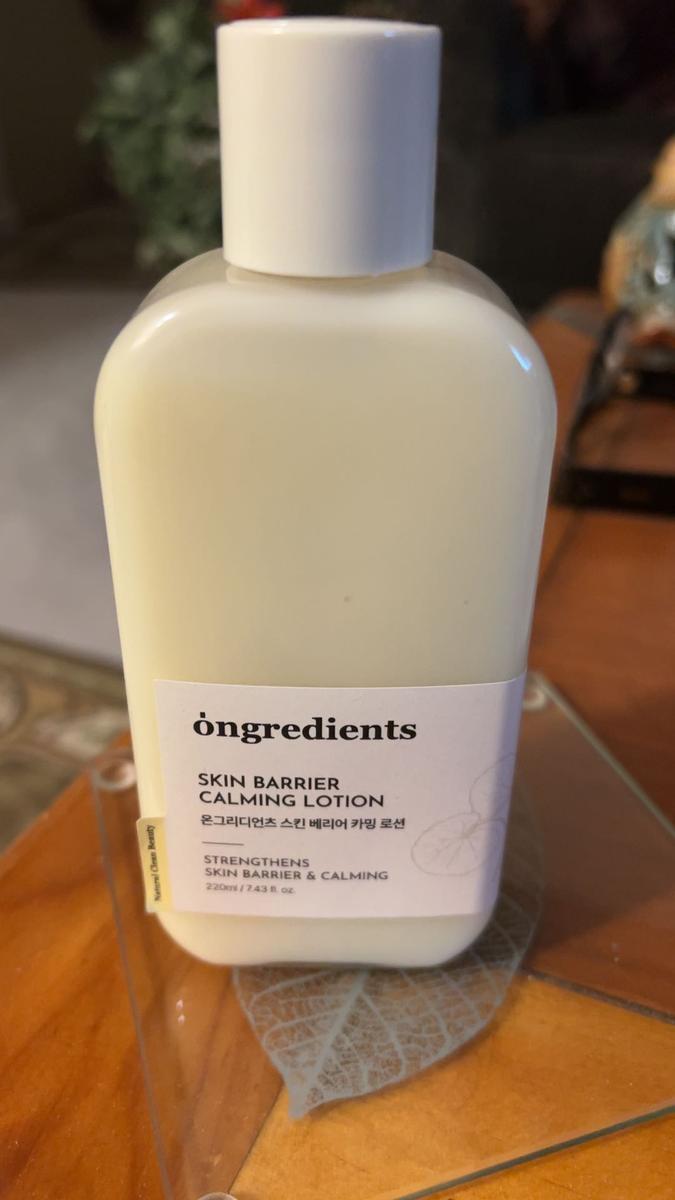 ȯngredients
SKIN BARRIER
CALMING LOTION
온그리디언츠 스킨 베리어 카밍 로션
STRENGTHENS
SKIN BARRIER & CALMING
220ml / 7.43 fl. oz.
Natural Clean Beauty